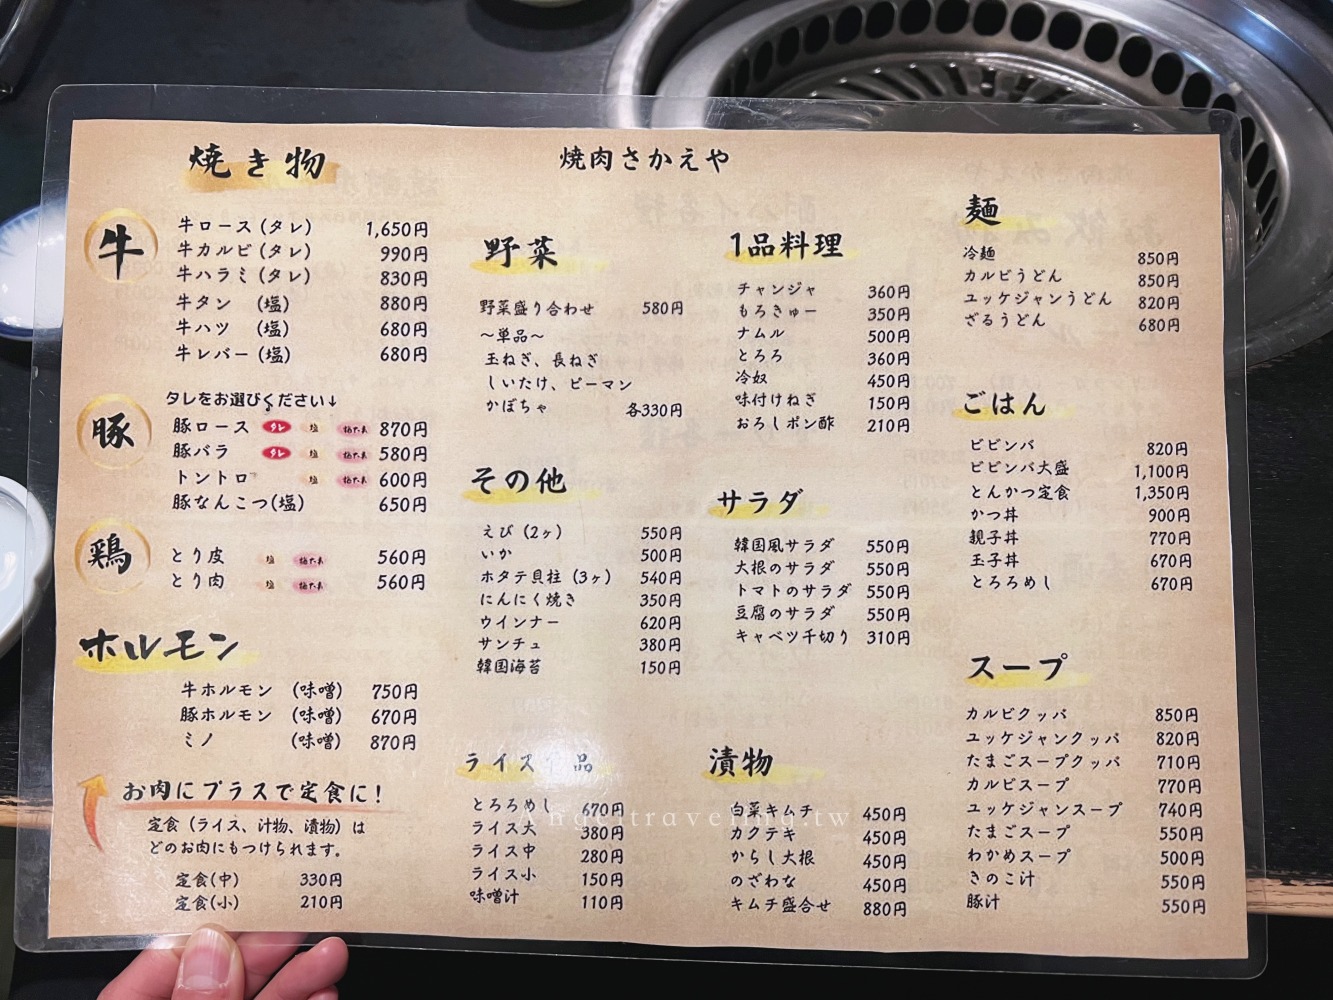 焼肉さかえや
焼き物
牛
牛ロース (タレ) 1,650円
牛カルビ (タレ) 990円
牛ハラミ (タレ) 830円
牛タン (塩) 880円
牛ハツ (塩) 680円
牛レバー (塩) 680円
豚
タレをお選びください↓
豚ロース タレ 塩 870円
豚バラ タレ 塩 580円
トントロ 塩 600円
豚なんこつ(塩) 650円
鶏
とり皮 塩 560円
とり肉 塩 560円
ホルモン
牛ホルモン (味噌) 750円
豚ホルモン (味噌) 670円
ミノ (味噌) 870円
お肉にプラスで定食に!
定食 (ライス、汁物、漬物) は
どのお肉にもつけられます。
定食(中) 330円
定食(小) 210円
野菜
野菜盛り合わせ 580円
〜単品〜
玉ねぎ、長ねぎ
しいたけ、ピーマン
かぼちゃ 各330円
その他
えび (2ヶ) 550円
いか 500円
ホタテ貝柱 (3ヶ) 540円
にんにく焼き 350円
ウインナー 620円
サンチュ 380円
韓国海苔 150円
ライス 品
とろろめし 670円
ライス大 380円
ライス中 280円
ライス小 150円
味噌汁 110円
1品料理
チャンジャ 360円
もろきゅー 350円
ナムル 500円
とろろ 360円
冷奴 450円
味付けねぎ 150円
おろしポン酢 210円
サラダ
韓国風サラダ 550円
大根のサラダ 550円
トマトのサラダ 550円
豆腐のサラダ 550円
キャベツ千切り 310円
漬物
白菜キムチ 450円
カクテキ 450円
からし大根 450円
のざわな 450円
キムチ盛合せ 880円
麺
冷麺 850円
カルビうどん 850円
ユッケジャンうどん 820円
ざるうどん 680円
ごはん
ビビンバ 820円
ビビンバ大盛 1,100円
とんかつ定食 1,350円
かつ丼 900円
親子丼 770円
玉子丼 670円
とろろめし 670円
スープ
カルビクッパ 850円
ユッケジャンクッパ 820円
たまごスープクッパ 710円
カルビスープ 770円
ユッケジャンスープ 740円
たまごスープ 550円
わかめスープ 500円
きのこ汁 550円
豚汁 550円